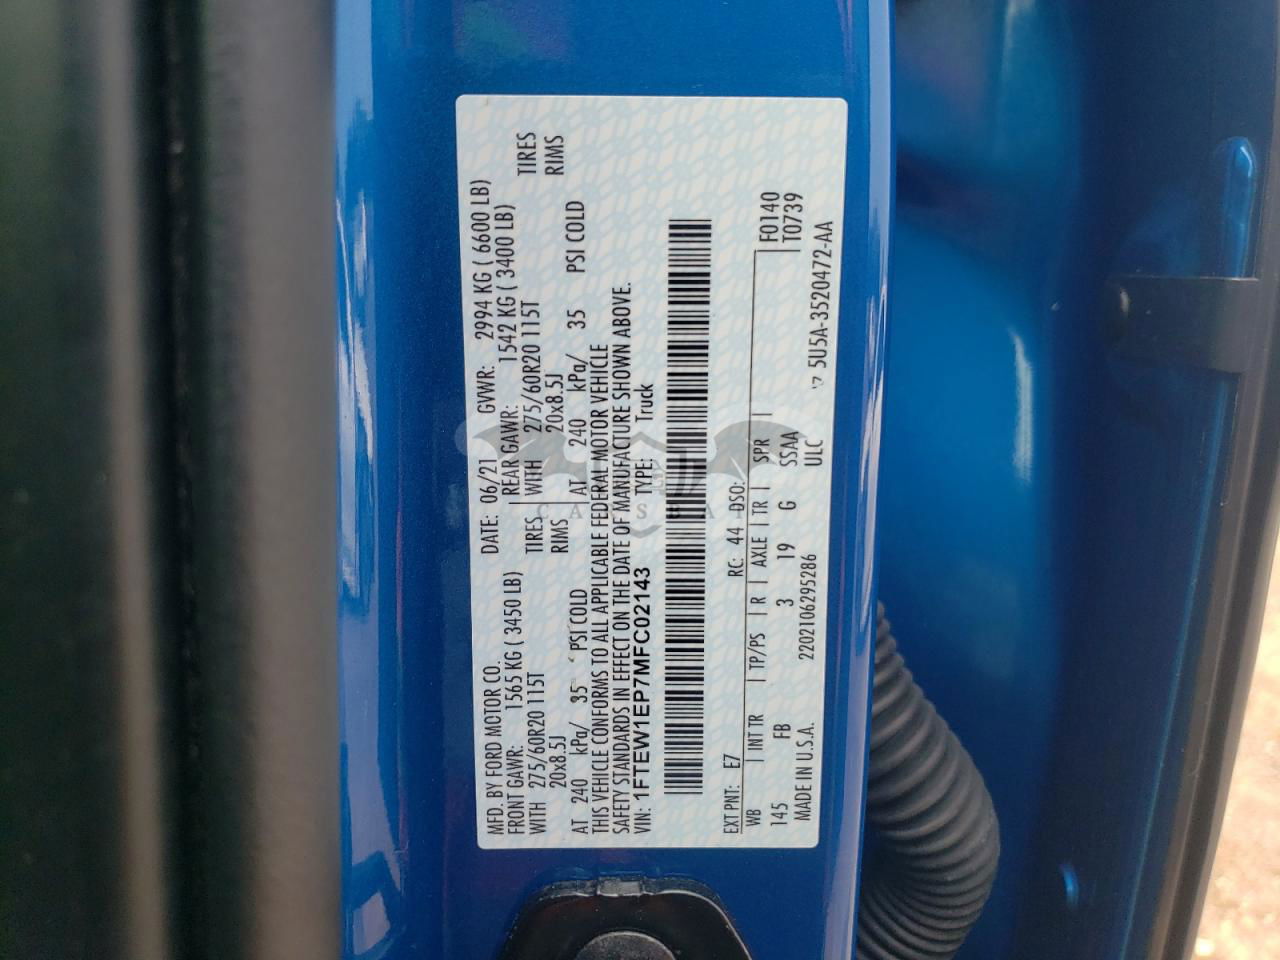 MFD. BY FORD MOTOR CO. DATE: 06/21 GVWR: 2994 KG ( 6600 LB)
FRONT GAWR: 1565 KG ( 3450 LB) REAR GAWR: 1542 KG ( 3400 LB)
WITH 275/60R20 115T TIRES WITH 275/60R20 115T TIRES
20x8.5J RIMS 20x8.5J RIMS
AT 240 kPa/ 35 PSI COLD AT 240 kPa/ 35 PSI COLD
THIS VEHICLE CONFORMS TO ALL APPLICABLE FEDERAL MOTOR VEHICLE
SAFETY STANDARDS IN EFFECT ON THE DATE OF MANUFACTURE SHOWN ABOVE.
VIN: 1FTEW1EP7MFC02143 TYPE: Truck
EXT PNT: E7 RC: 44 DSO: F0140
WB INT TR TP/PS R AXLE TR SPR T0739
145 FB 3 19 G SSAA
MADE IN U.S.A. 2202106295286 ULC 5U5A-3520472-AA